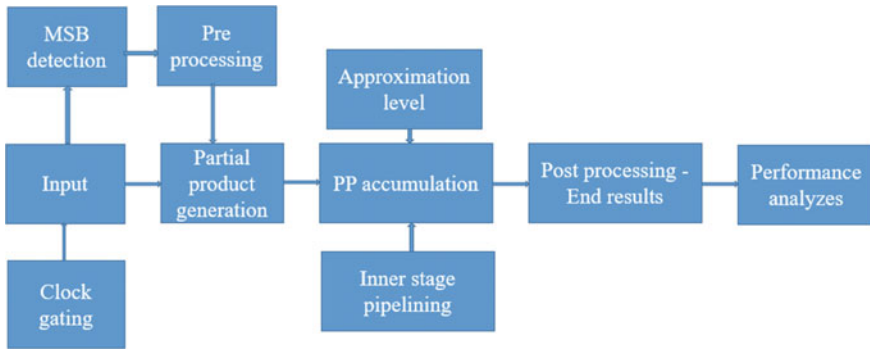 MSB
detection
Pre
processing
Approximation
level
Input
Partial
product
generation
PP accumulation
Post processing -
End results
Performance
analyzes
Clock
gating
Inner stage
pipelining